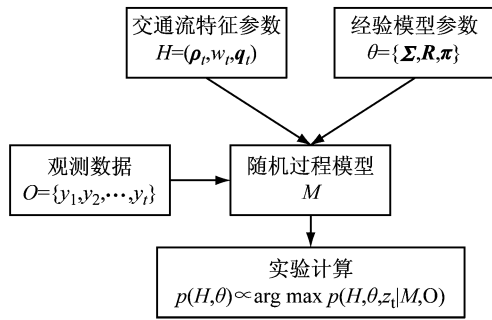 交通流特征参数
H=(ρt,wt,qt)
经验模型参数
θ={Σ,R,π}
观测数据
O={y1,y2,⋯,yt}
随机过程模型
M
实验计算
p(H,θ)∝arg max p(H,θ,zt|M,O)